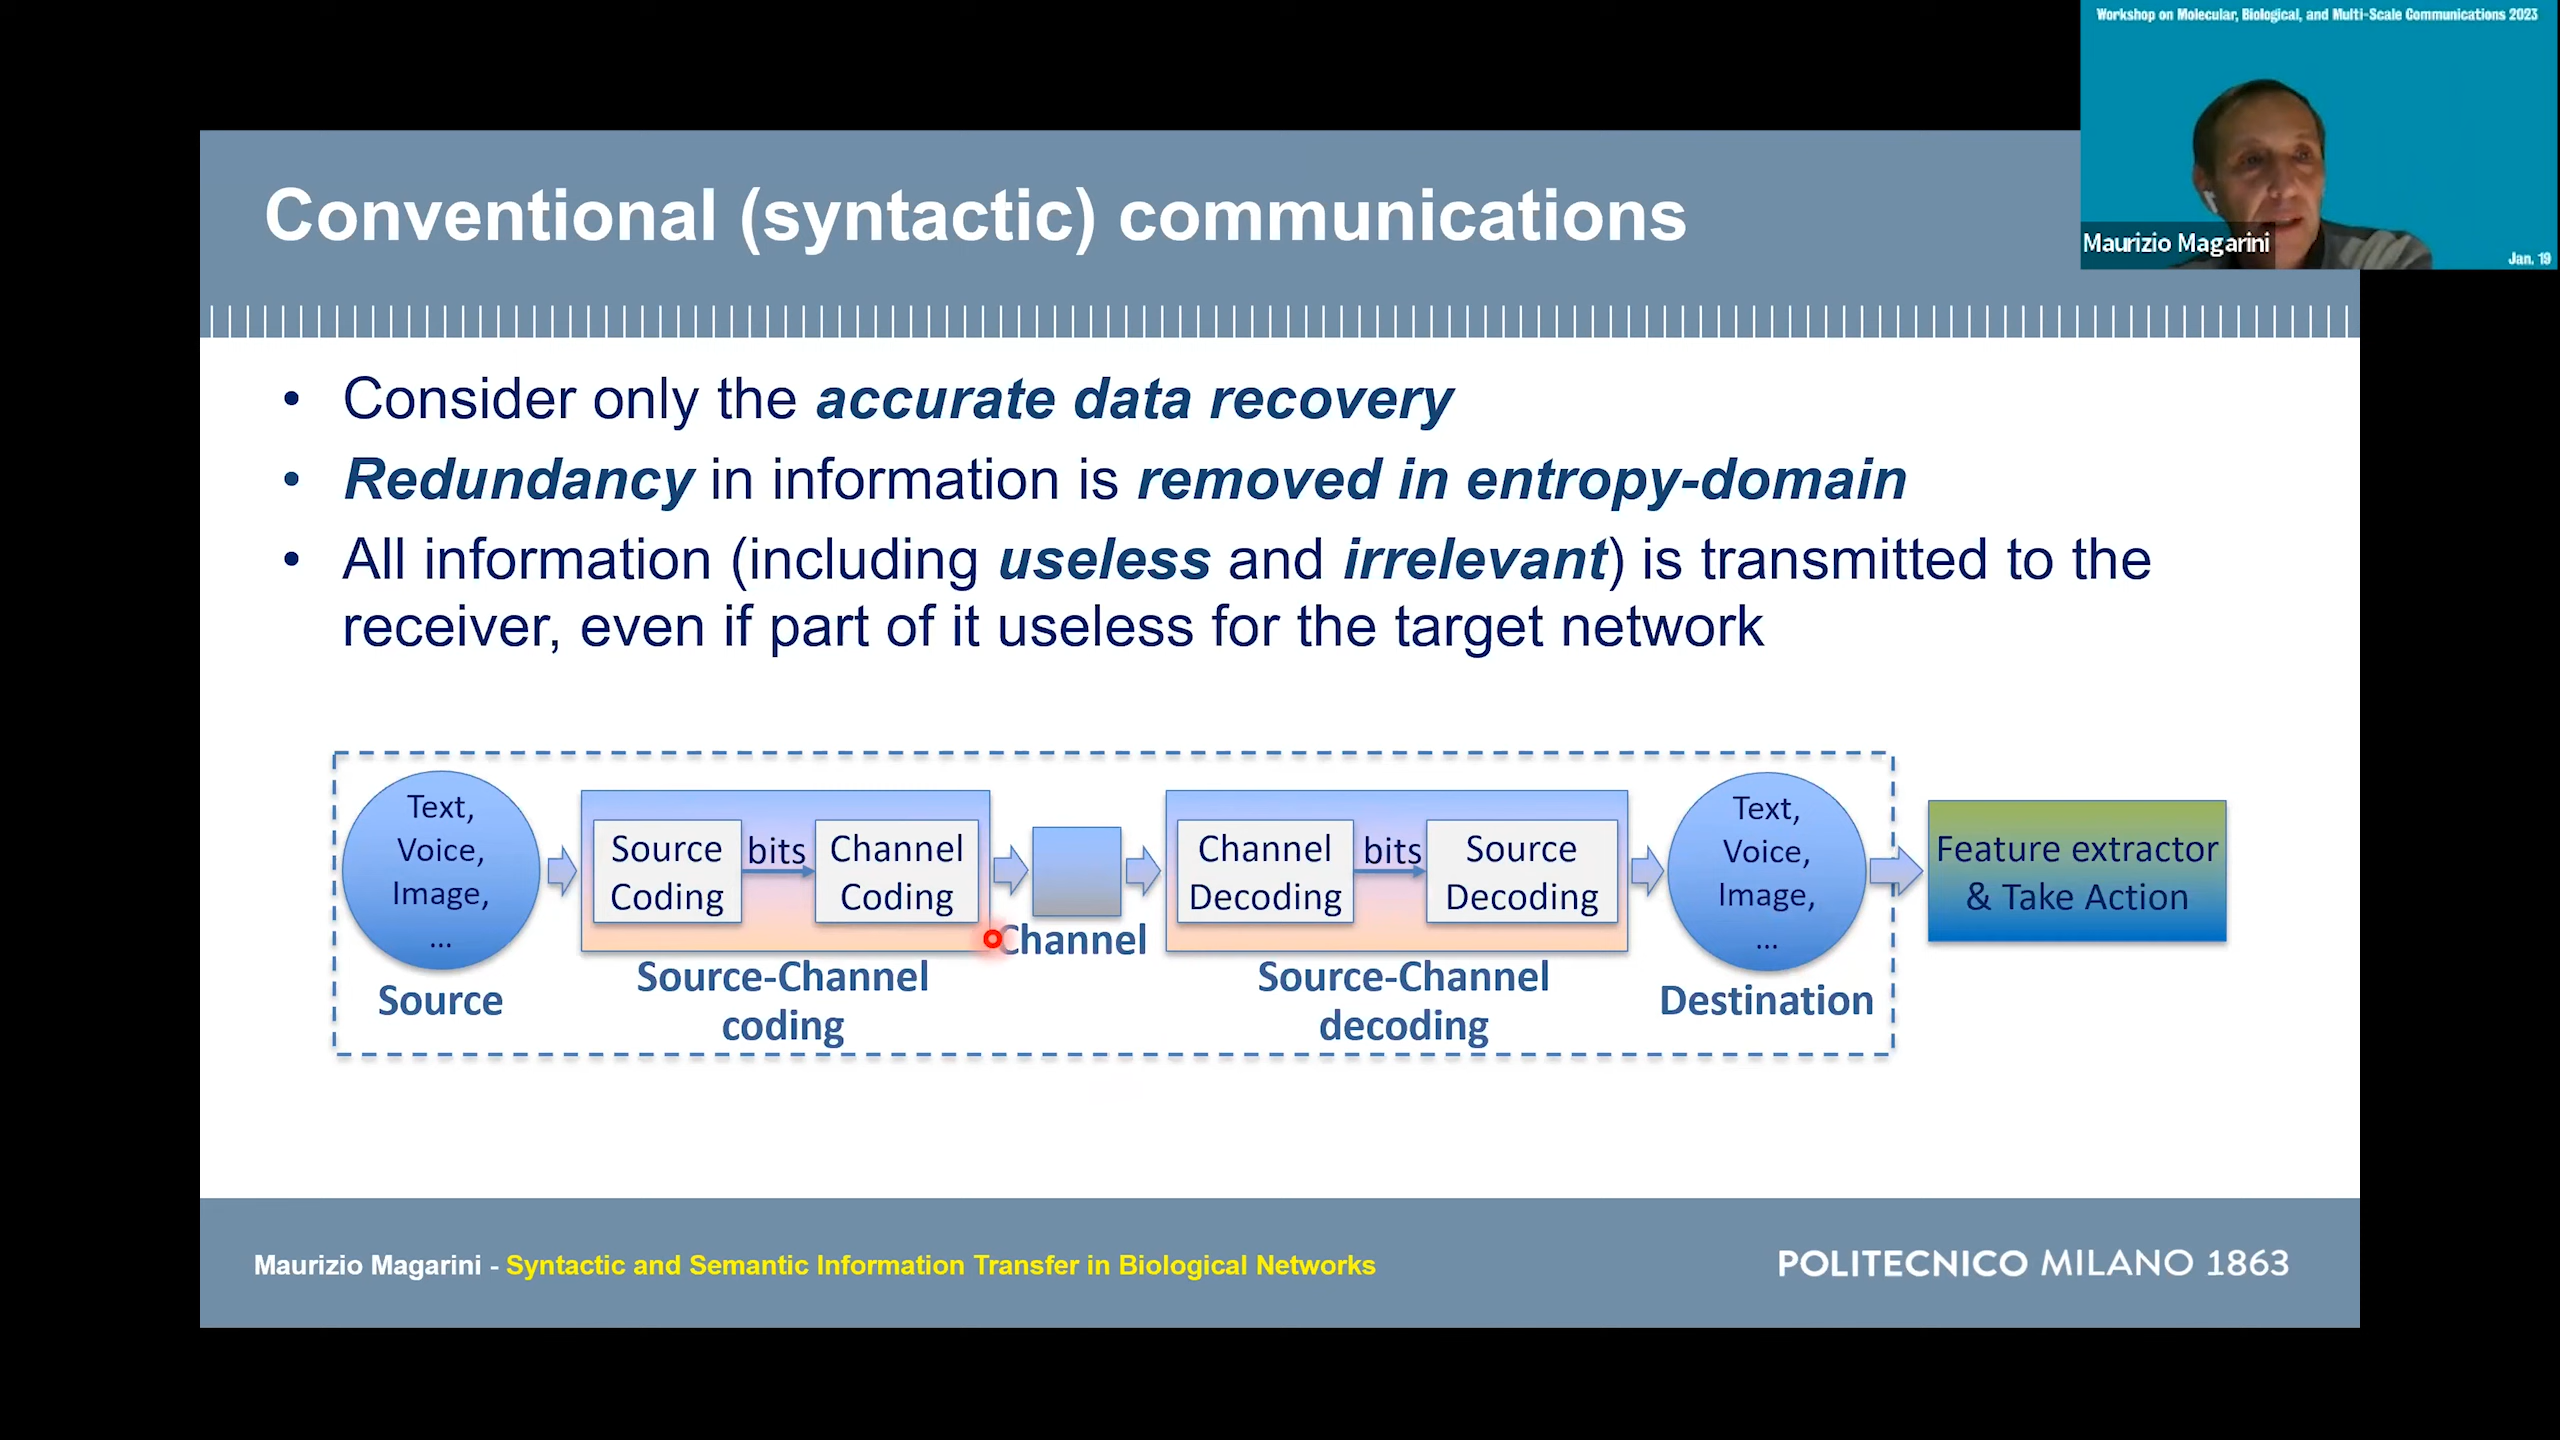 Workshop on Molecular, Biological, and Multi-Scale Communications 2023
Maurizio Magarini
Jan. 19
Conventional (syntactic) communications
• Consider only the accurate data recovery
• Redundancy in information is removed in entropy-domain
• All information (including useless and irrelevant) is transmitted to the
receiver, even if part of it useless for the target network
Text,
Voice,
Image,
...
Source
Source
Coding
bits
Channel
Coding
Source-Channel
coding
Channel
Channel
Decoding
bits
Source
Decoding
Source-Channel
decoding
Text,
Voice,
Image,
...
Destination
Feature extractor
& Take Action
Maurizio Magarini - Syntactic and Semantic Information Transfer in Biological Networks
POLITECNICO MILANO 1863